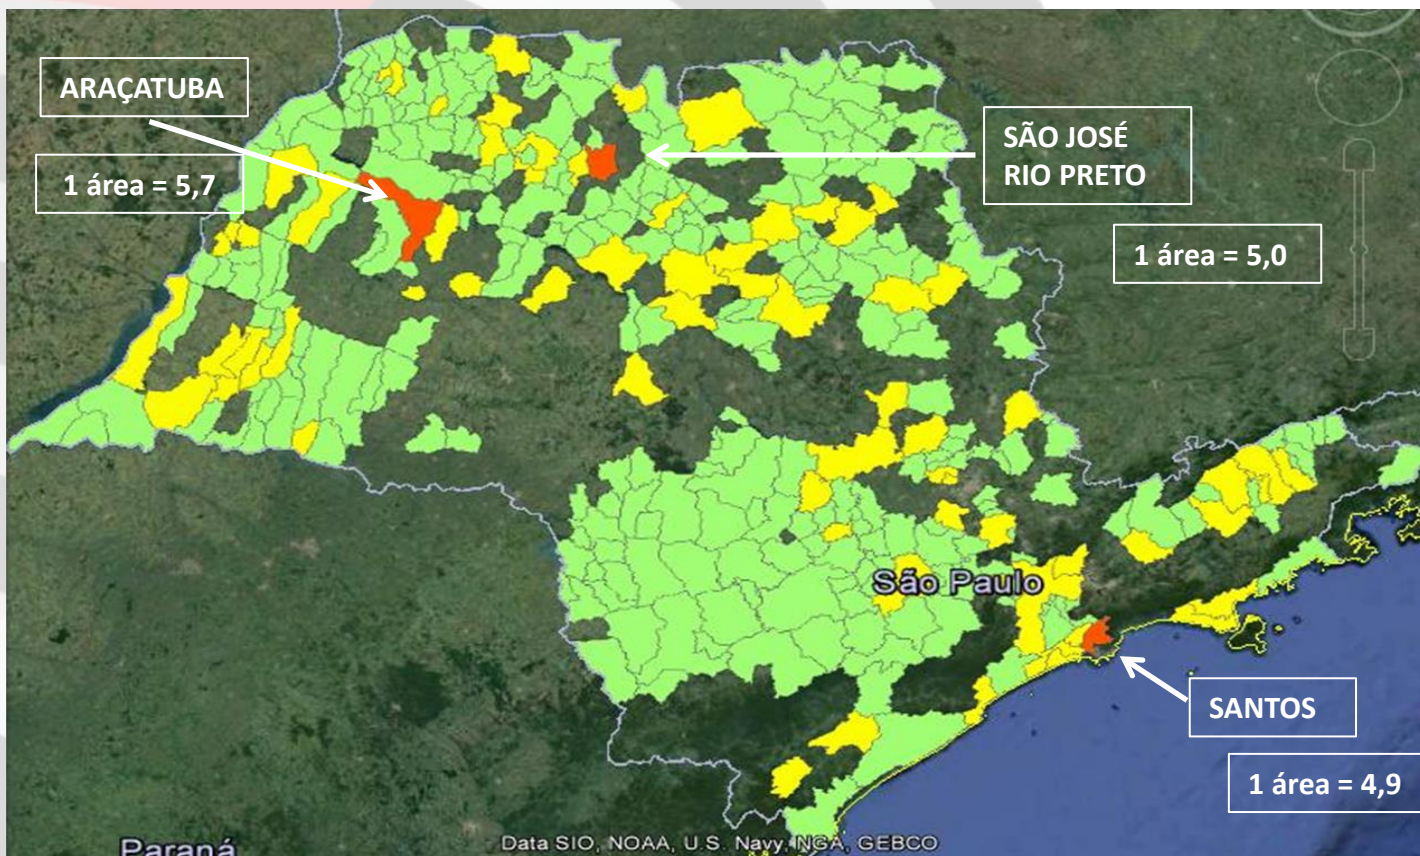 ARAÇATUBA
1 área = 5,7
SÃO JOSÉ
RIO PRETO
1 área = 5,0
São Paulo
SANTOS
1 área = 4,9
Paraná
Data SIO, NOAA, U.S. Navy, NGA, GEBCO